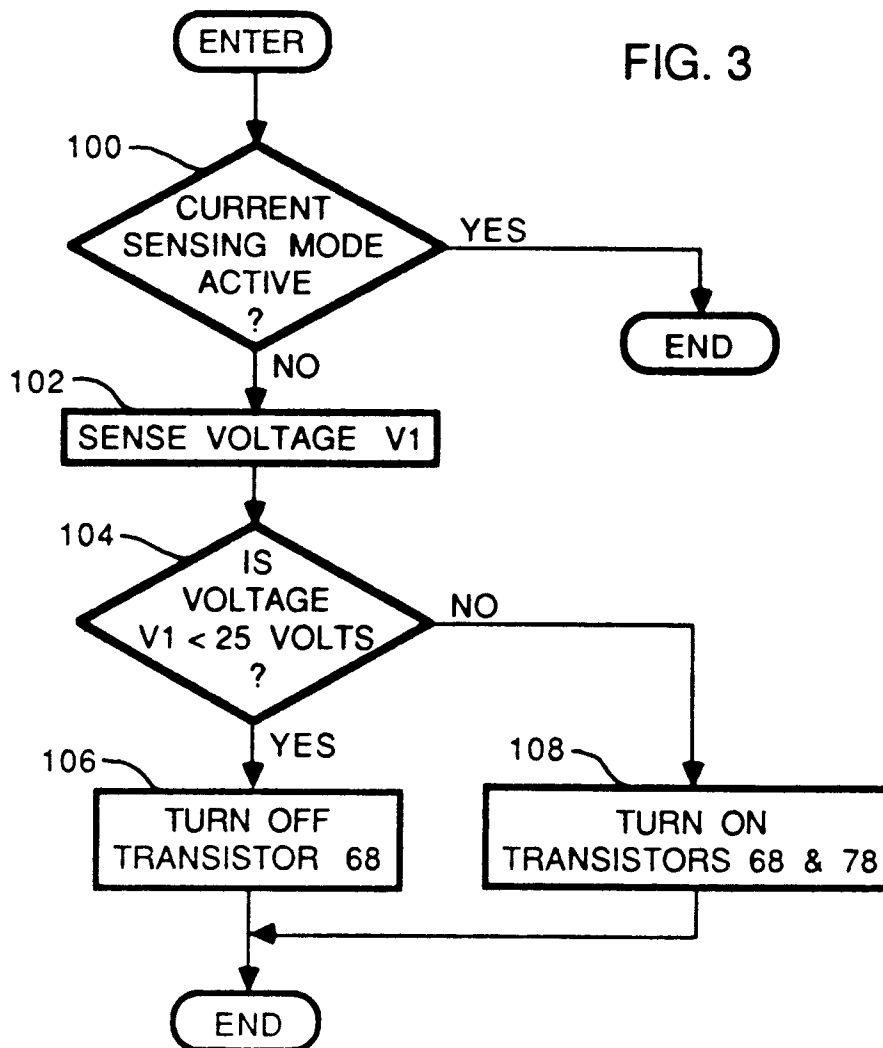 ENTER
FIG. 3
100
CURRENT
SENSING MODE
ACTIVE
?
YES
END
NO
102
SENSE VOLTAGE V1
104
IS
VOLTAGE
V1 < 25 VOLTS
?
NO
YES
106
TURN OFF
TRANSISTOR 68
108
TURN ON
TRANSISTORS 68 & 78
END